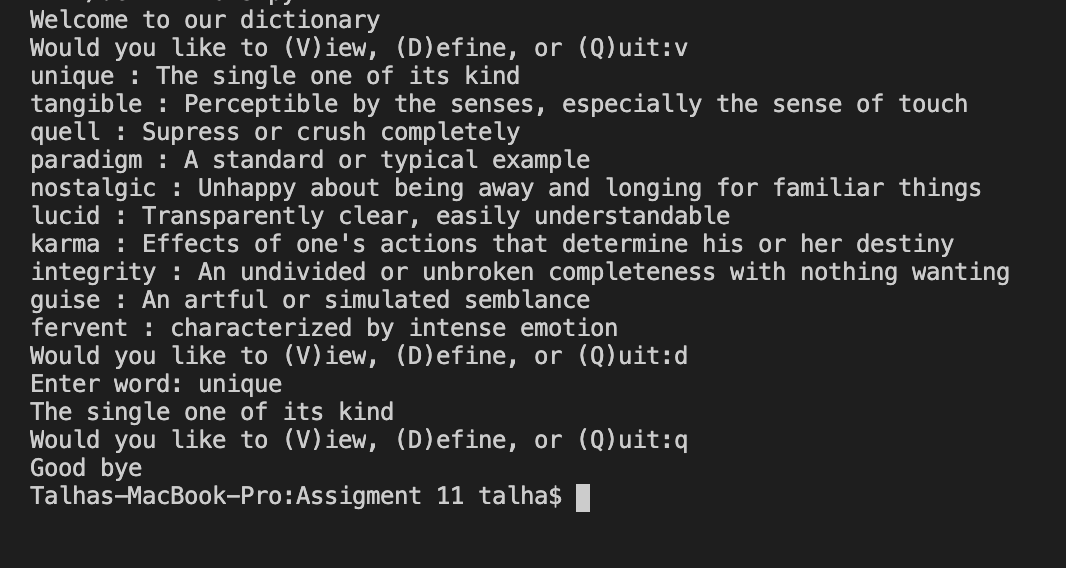 Welcome to our dictionary
Would you like to (V)iew, (D)efine, or (Q)uit:v
unique : The single one of its kind
tangible : Perceptible by the senses, especially the sense of touch
quell : Supress or crush completely
paradigm : A standard or typical example
nostalgic : Unhappy about being away and longing for familiar things
lucid : Transparently clear, easily understandable
karma : Effects of one's actions that determine his or her destiny
integrity : An undivided or unbroken completeness with nothing wanting
guise : An artful or simulated semblance
fervent : characterized by intense emotion
Would you like to (V)iew, (D)efine, or (Q)uit:d
Enter word: unique
The single one of its kind
Would you like to (V)iew, (D)efine, or (Q)uit:q
Good bye
Talhas-MacBook-Pro:Assigment 11 talha$